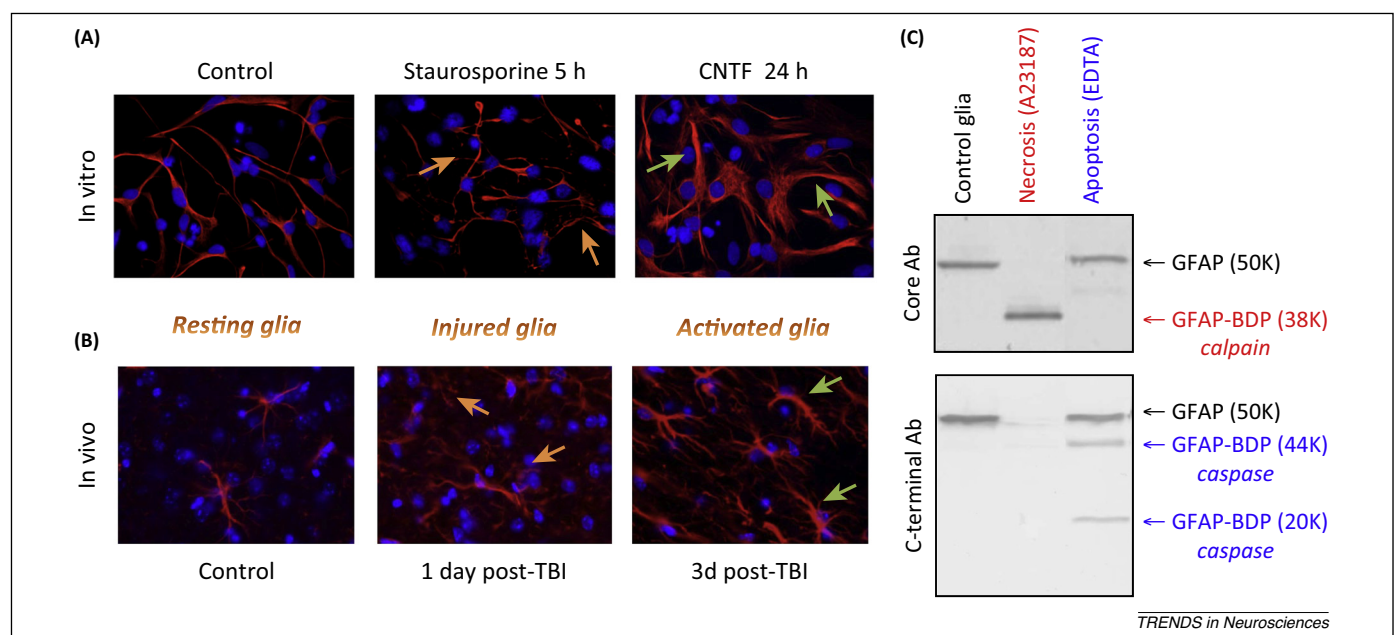 (A)
Control
Staurosporine 5 h
CNTF 24 h
In vitro
Resting glia
Injured glia
Activated glia
(B)
In vivo
Control
1 day post-TBI
3d post-TBI
(C)
Control glia
Necrosis (A23187)
Apoptosis (EDTA)
Core Ab
← GFAP (50K)
← GFAP-BDP (38K)
calpain
C-terminal Ab
← GFAP (50K)
← GFAP-BDP (44K)
caspase
← GFAP-BDP (20K)
caspase
TRENDS in Neurosciences